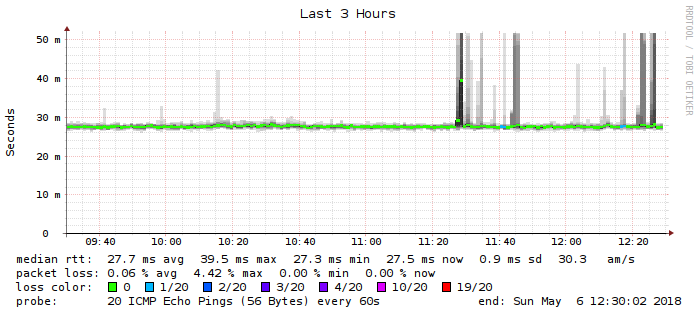 Last 3 Hours
RRDTOOL / TOBI OETIKER
Seconds
50 m
40 m
30 m
20 m
10 m
0
09:40 10:00 10:20 10:40 11:00 11:20 11:40 12:00 12:20
median rtt: 27.7 ms avg 39.5 ms max 27.3 ms min 27.5 ms now 0.9 ms sd 30.3 am/s
packet loss: 0.06 % avg 4.42 % max 0.00 % min 0.00 % now
loss color: 0 1/20 2/20 3/20 4/20 10/20 19/20
probe: 20 ICMP Echo Pings (56 Bytes) every 60s end: Sun May 6 12:30:02 2018